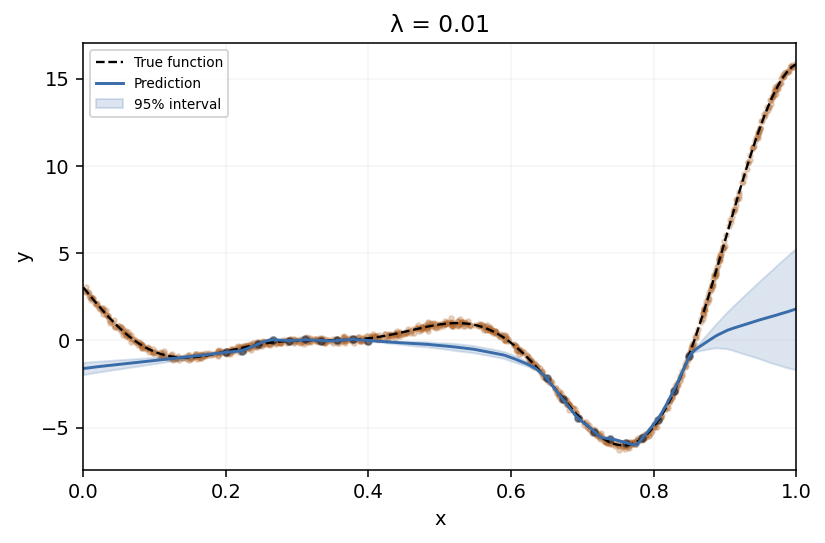 λ = 0.01
True function
Prediction
95% interval
15
10
5
0
−5
y
0.0 0.2 0.4 0.6 0.8 1.0
x